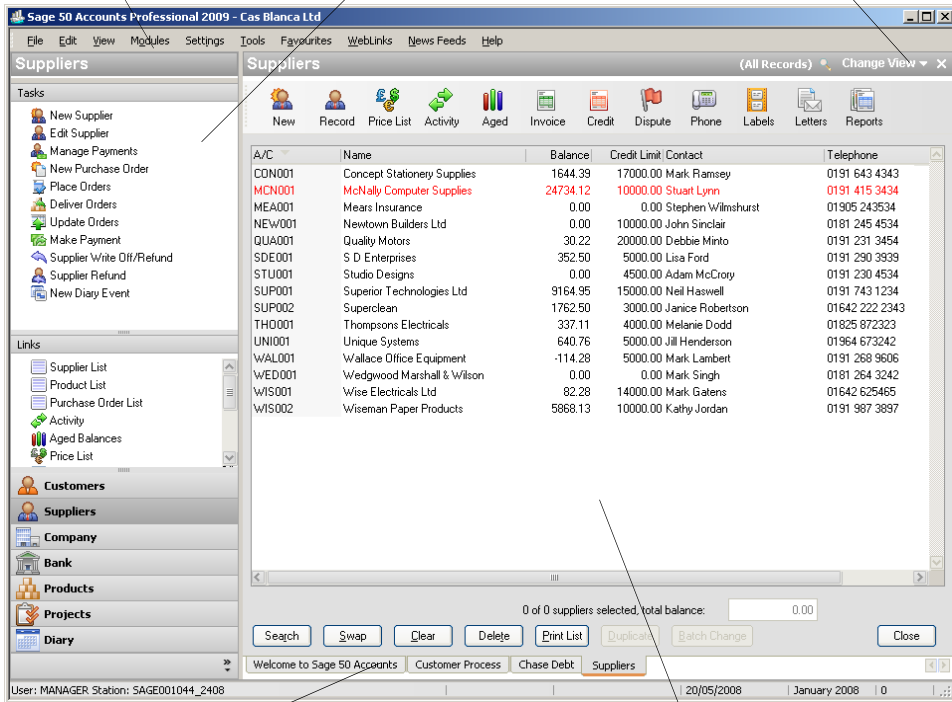 Sage 50 Accounts Professional 2009 - Cas Blanca Ltd
File Edit View Modules Settings Tools Favourites WebLinks News Feeds Help
Suppliers
Tasks
New Supplier
Edit Supplier
Manage Payments
New Purchase Order
Place Orders
Deliver Orders
Update Orders
Make Payment
Supplier Write Off/Refund
Supplier Refund
New Diary Event
Links
Supplier List
Product List
Purchase Order List
Activity
Aged Balances
Price List
Customers
Suppliers
Company
Bank
Products
Projects
Diary
Suppliers (All Records) Change View
New Record Price List Activity Aged Invoice Credit Dispute Phone Labels Letters Reports
A/C Name Balance Credit Limit Contact Telephone
CON001 Concept Stationery Supplies 1644.39 17000.00 Mark Ramsey 0191 643 4343
MCN001 McNally Computer Supplies 24734.12 10000.00 Stuart Lynn 0191 415 3434
MEA001 Mears Insurance 0.00 0.00 Stephen Wilmshurst 01905 243534
NEW001 Newtown Builders Ltd 0.00 10000.00 John Sinclair 0181 245 4534
QUA001 Quality Motors 30.22 20000.00 Debbie Minto 0191 231 3454
SDE001 S D Enterprises 352.50 5000.00 Lisa Ford 0191 290 3939
STU001 Studio Designs 0.00 4500.00 Adam McCrory 0191 230 4534
SUP001 Superior Technologies Ltd 9164.95 15000.00 Neil Haswell 0191 743 1234
SUP002 Superclean 1762.50 3000.00 Janice Robertson 01642 222 2343
THO001 Thompsons Electricals 337.11 4000.00 Melanie Dodd 01825 872323
UNI001 Unique Systems 640.76 5000.00 Jill Henderson 01964 673242
WAL001 Wallace Office Equipment -114.28 5000.00 Mark Lambert 0191 268 9606
WED001 Wedgwood Marshall & Wilson 0.00 0.00 Mark Singh 0181 264 3242
WIS001 Wise Electricals Ltd 82.28 14000.00 Mark Gatens 01642 625465
WIS002 Wiseman Paper Products 5868.13 10000.00 Kathy Jordan 0191 987 3897
0 of 0 suppliers selected, total balance: 0.00
Search Swap Clear Delete Print List Duplicate Batch Change Close
Welcome to Sage 50 Accounts Customer Process Chase Debt Suppliers
User: MANAGER Station: SAGE001044_2408 20/05/2008 January 2008 0